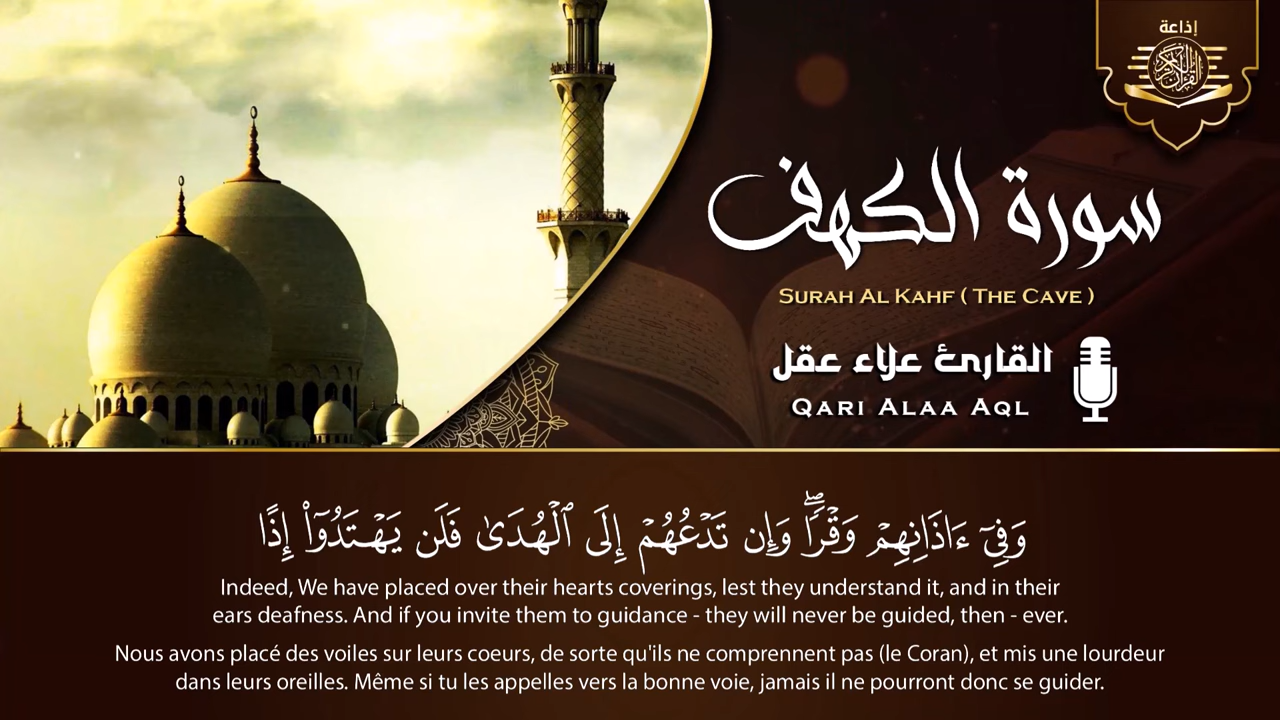 إذاعة
القرآن الكريم
سورة الكهف
SURAH AL KAHF ( THE CAVE )
القارئ علاء عقل
QARI ALAA AQL
وَفِىٓ ءَاذَانِهِمْ وَقْرًۭا ۖ وَإِن تَدْعُهُمْ إِلَى ٱلْهُدَىٰ فَلَن يَهْتَدُوٓا۟ إِذًا
Indeed, We have placed over their hearts coverings, lest they understand it, and in their
ears deafness. And if you invite them to guidance - they will never be guided, then - ever.
Nous avons placé des voiles sur leurs coeurs, de sorte qu'ils ne comprennent pas (le Coran), et mis une lourdeur
dans leurs oreilles. Même si tu les appelles vers la bonne voie, jamais il ne pourront donc se guider.